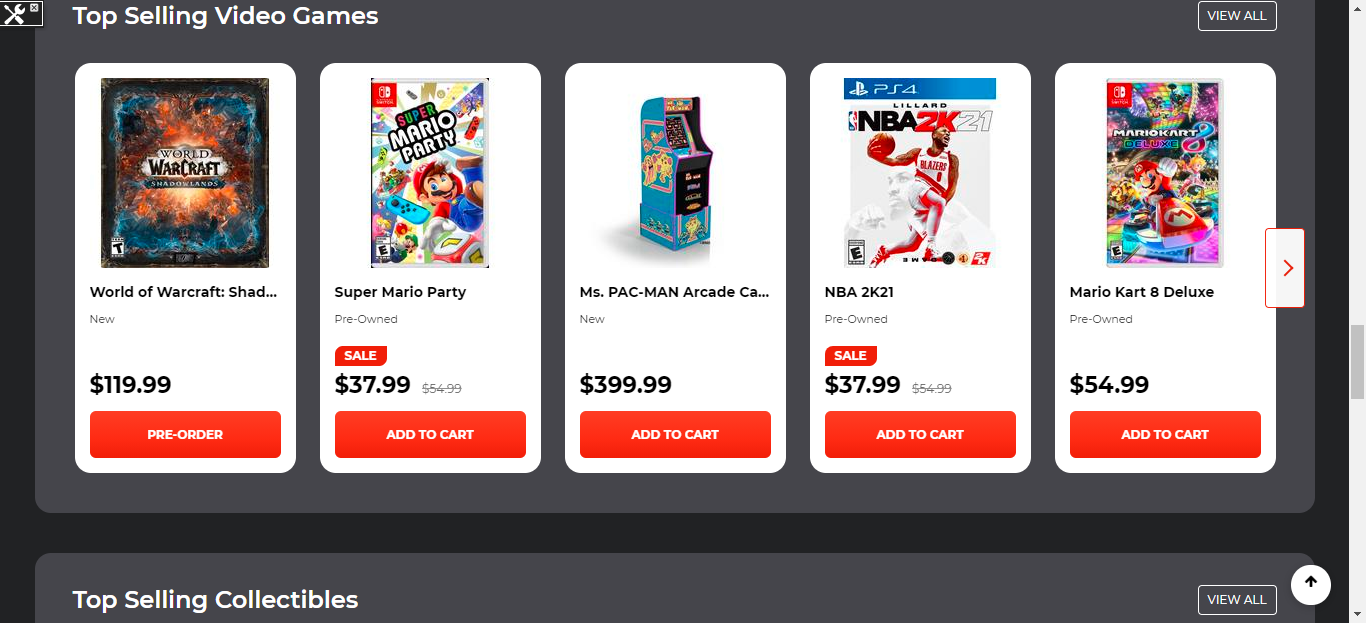 Top Selling Video Games
VIEW ALL
WORLD
WARCRAFT
SHADOWLANDS
T
SUPER
MARIO
PARTY
E
PS4
LILLARD
NBA 2K21
BLAZERS
0
E
2K
MARIOKART 8
DELUXE
E
World of Warcraft: Shad...
Super Mario Party
Ms. PAC-MAN Arcade Ca...
NBA 2K21
Mario Kart 8 Deluxe
New
Pre-Owned
New
Pre-Owned
Pre-Owned
SALE
SALE
$119.99
$37.99 $54.99
$399.99
$37.99 $54.99
$54.99
PRE-ORDER
ADD TO CART
ADD TO CART
ADD TO CART
ADD TO CART
Top Selling Collectibles
VIEW ALL